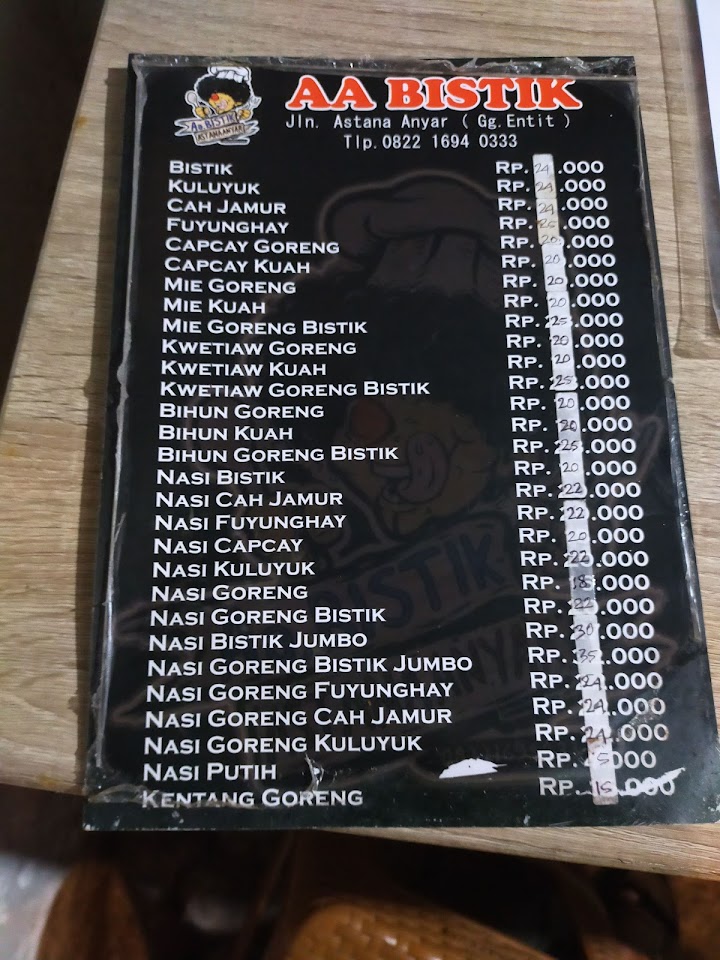 Aa. BISTIK
ASTANA ANYAR
AA BISTIK
Jln. Astana Anyar ( Gg.Entit )
Tlp.0822 1694 0333
BISTIK RP. 24.000
KULUYUK RP. 24.000
CAH JAMUR RP. 24.000
FUYUNGHAY RP. 25.000
CAPCAY GORENG RP. 20.000
CAPCAY KUAH RP. 20.000
MIE GORENG RP. 20.000
MIE KUAH RP. 20.000
MIE GORENG BISTIK RP. 25.000
KWETIAW GORENG RP. 20.000
KWETIAW KUAH RP. 20.000
KWETIAW GORENG BISTIK RP. 25.000
BIHUN GORENG RP. 20.000
BIHUN KUAH RP. 20.000
BIHUN GORENG BISTIK RP. 25.000
NASI BISTIK RP. 20.000
NASI CAH JAMUR RP. 22.000
NASI FUYUNGHAY RP. 22.000
NASI CAPCAY RP. 20.000
NASI KULUYUK RP. 22.000
NASI GORENG RP. 18.000
NASI GORENG BISTIK RP. 22.000
NASI BISTIK JUMBO RP. 30.000
NASI GORENG BISTIK JUMBO RP. 35.000
NASI GORENG FUYUNGHAY RP. 24.000
NASI GORENG CAH JAMUR RP. 24.000
NASI GORENG KULUYUK RP. 24.000
NASI PUTIH RP. 5000
KENTANG GORENG RP. 15.000